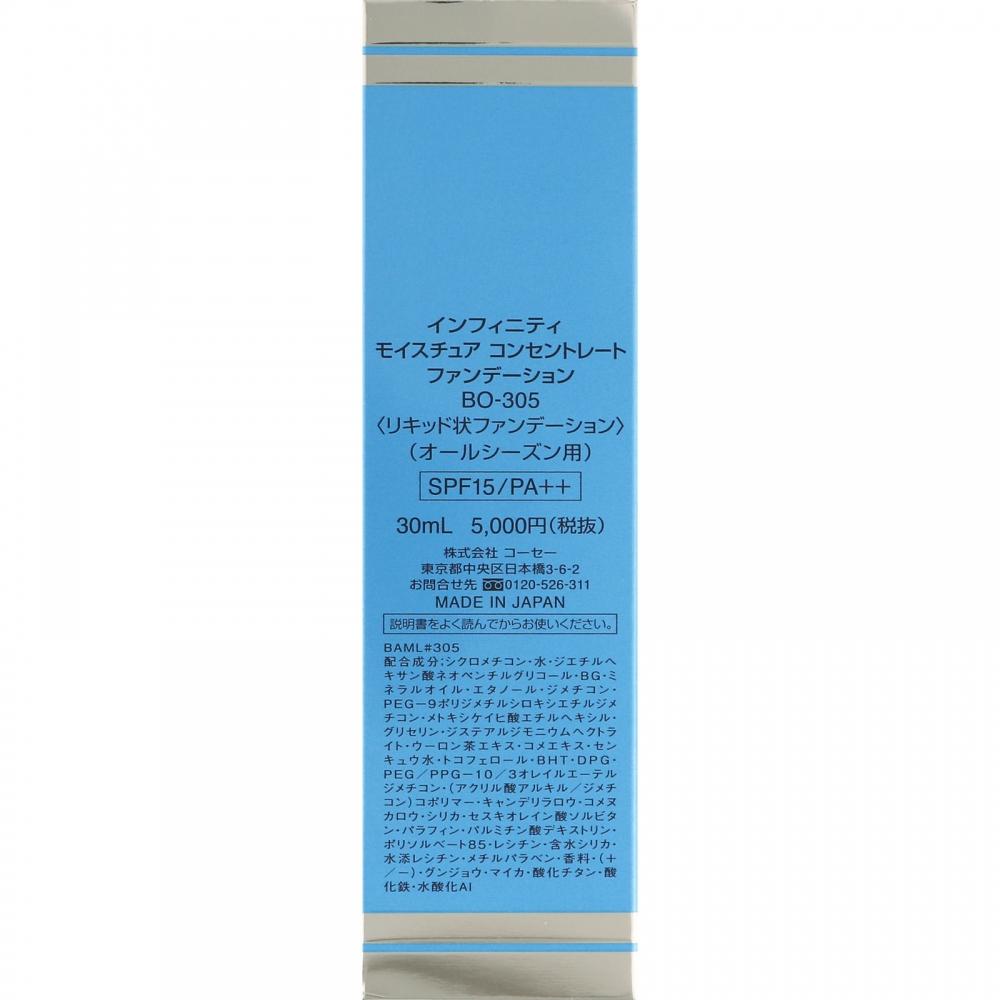 インフィニティ
モイスチュア コンセントレート
ファンデーション
BO-305
〈リキッド状ファンデーション〉
（オールシーズン用）
SPF15/PA++
30mL 5,000円（税抜）
株式会社 コーセー
東京都中央区日本橋3-6-2
お問合せ先 0120-526-311
MADE IN JAPAN
説明書をよく読んでからお使いください。
BAML#305
配合成分；シクロメチコン・水・ジエチルヘ
キサン酸ネオペンチルグリコール・BG・ミ
ネラルオイル・エタノール・ジメチコン・
PEG－9ポリジメチルシロキシエチルジメ
チコン・メトキシケイヒ酸エチルヘキシル・
グリセリン・ジステアルジモニウムヘクトラ
イト・ウーロン茶エキス・コメエキス・セン
キュウ水・トコフェロール・BHT・DPG・
PEG／PPG－10／3オレイルエーテル
ジメチコン・（アクリル酸アルキル／ジメチ
コン）コポリマー・キャンデリラロウ・コメヌ
カロウ・シリカ・セスキオレイン酸ソルビタ
ン・パラフィン・パルミチン酸デキストリン・
ポリソルベート85・レシチン・含水シリカ・
水添レシチン・メチルパラベン・香料・（＋
／－）・グンジョウ・マイカ・酸化チタン・酸
化鉄・水酸化Al